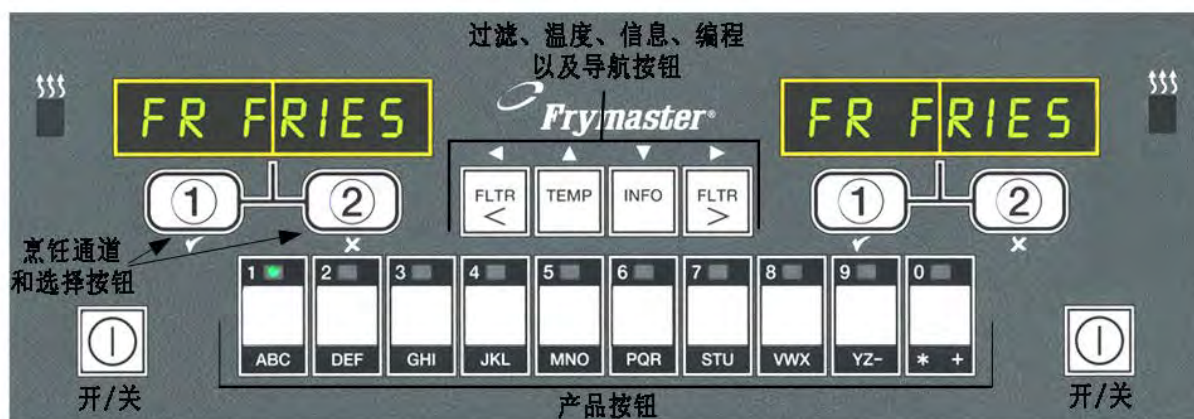 过滤、温度、信息、编程
以及导航按钮
FR FRIES
Frymaster®
FR FRIES
FLTR <
TEMP
INFO
FLTR >
1
2
1
2
烹饪通道
和选择按钮
1
2
3
4
5
6
7
8
9
0
ABC
DEF
GHI
JKL
MNO
PQR
STU
VWX
YZ-
* +
开/关
产品按钮
开/关